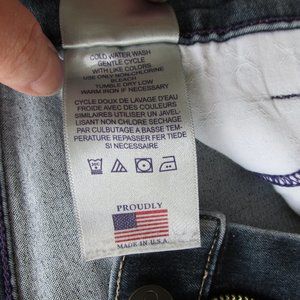 COLD WATER WASH
GENTLE CYCLE
WITH LIKE COLORS
USE ONLY NON-CHLORINE
BLEACH
TUMBLE DRY LOW
WARM IRON IF NECESSARY
CYCLE DOUX DE LAVAGE D'EAU
FROIDE AVEC DES COULEURS
SIMILAIRES UTILISER UN JAVEL-
LISANT NON CHLORE SECHAGE
PAR CULBUTAGE A BASSE TEM-
PERATURE REPASSER FER TIEDE
SI NECESSAIRE
PROUDLY
MADE IN U.S.A.